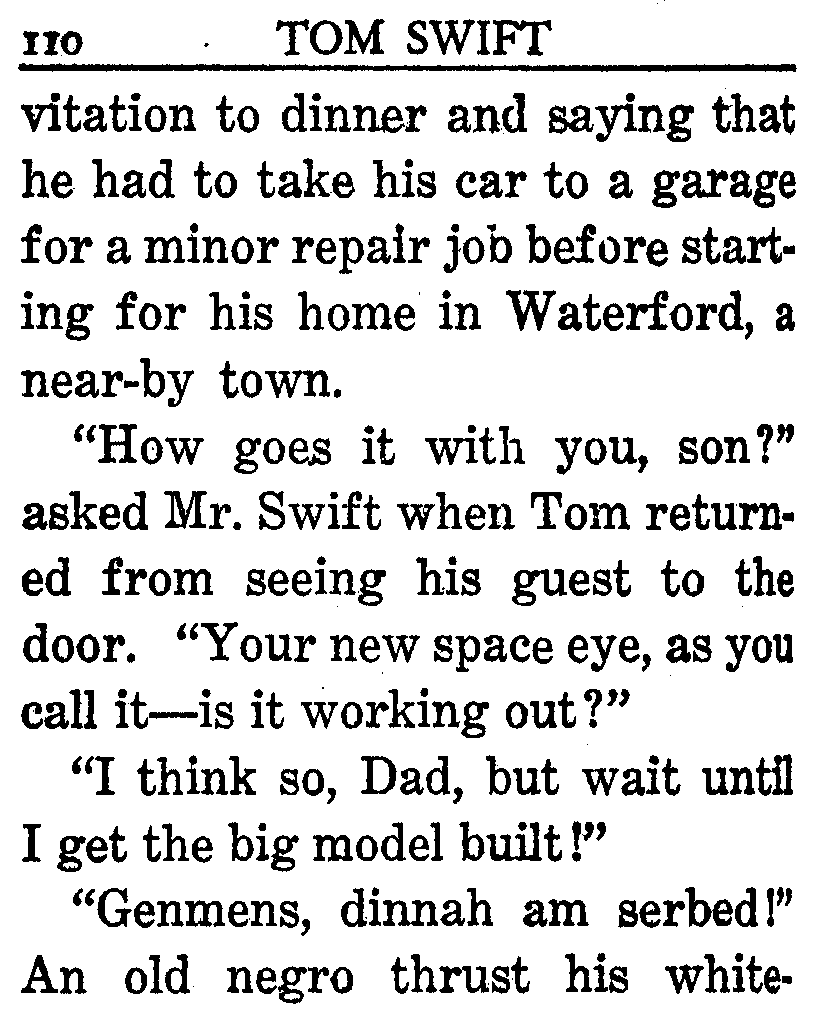 110 TOM SWIFT
vitation to dinner and saying that
he had to take his car to a garage
for a minor repair job before start-
ing for his home in Waterford, a
near-by town.
"How goes it with you, son?"
asked Mr. Swift when Tom return-
ed from seeing his guest to the
door. "Your new space eye, as you
call it—is it working out?"
"I think so, Dad, but wait until
I get the big model built!"
"Genmens, dinnah am serbed!"
An old negro thrust his white-